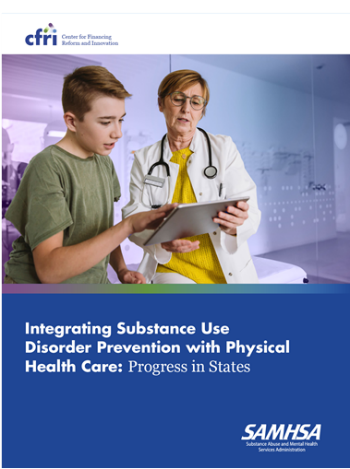 cfri Center for Financing
Reform and Innovation
Integrating Substance Use
Disorder Prevention with Physical
Health Care: Progress in States
SAMHSA
Substance Abuse and Mental Health
Services Administration